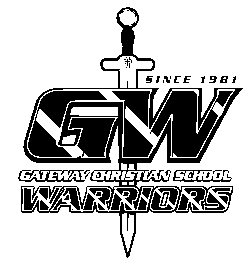 SINCE 1981
GW
GATEWAY CHRISTIAN SCHOOL
WARRIORS